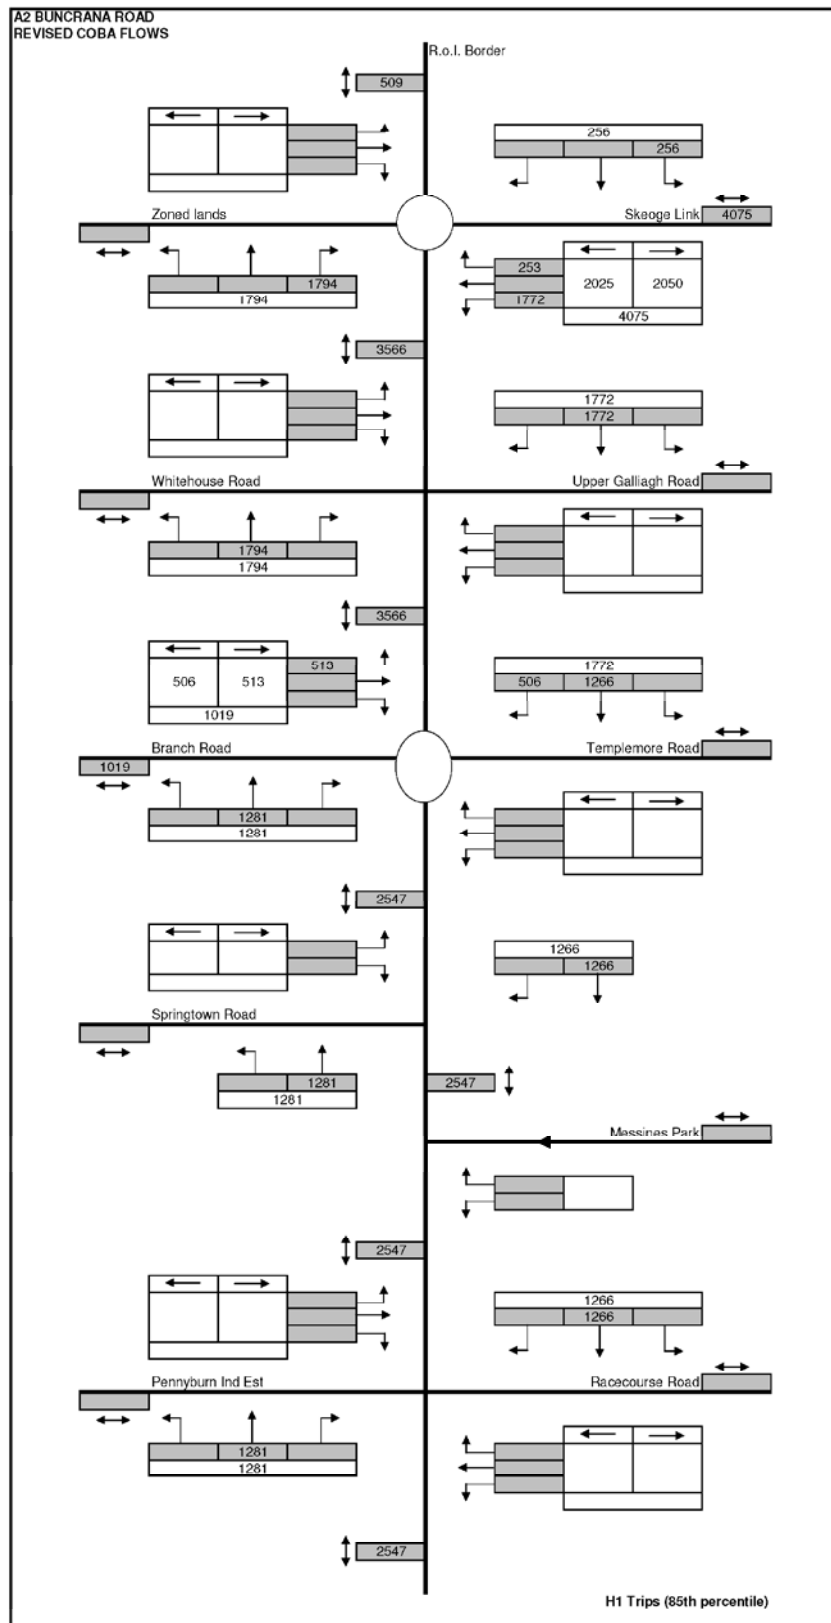 A2 BUNCRANA ROAD
REVISED COBA FLOWS
R.o.I. Border
509
256
256
Zoned lands
Skeoge Link
4075
1794
1794
253
2025
2050
1772
4075
3566
1772
1772
Whitehouse Road
Upper Galliagh Road
1794
1794
3566
513
506
513
1019
1772
506
1266
Branch Road
Templemore Road
1019
1281
1281
2547
1266
1266
Springtown Road
1281
1281
2547
Messines Park
2547
1266
1266
Pennyburn Ind Est
Racecourse Road
1281
1281
2547
H1 Trips (85th percentile)